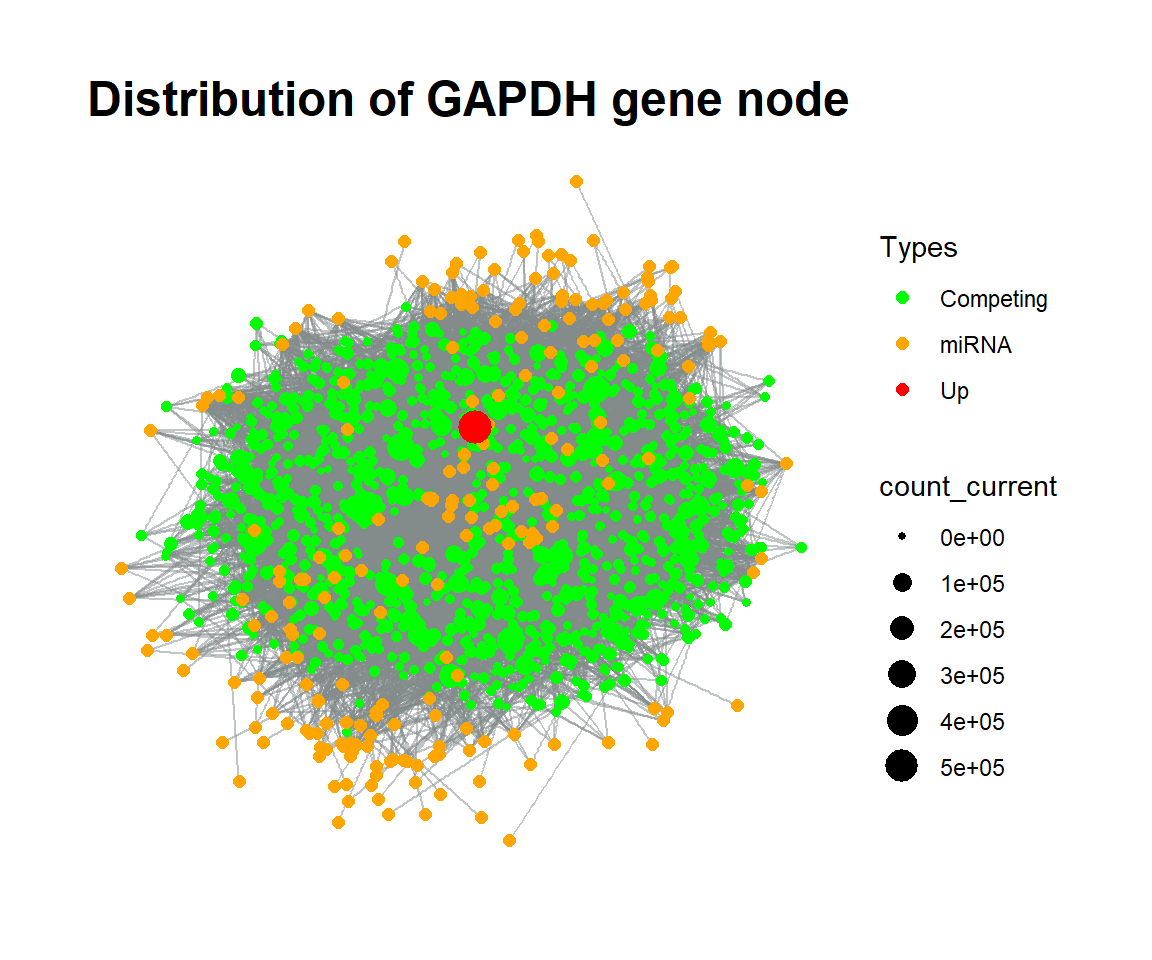 Distribution of GAPDH gene node
Types
Competing
miRNA
Up
count_current
0e+00
1e+05
2e+05
3e+05
4e+05
5e+05